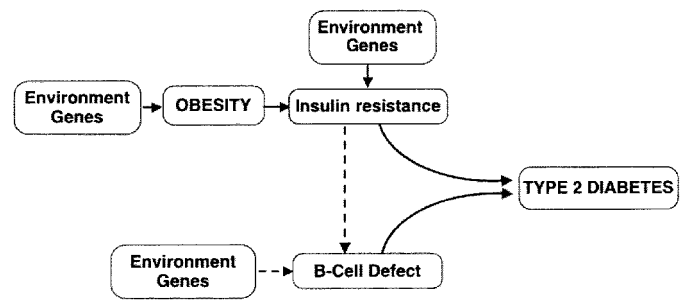 Environment
Genes
Environment
Genes
OBESITY
Insulin resistance
TYPE 2 DIABETES
Environment
Genes
B-Cell Defect